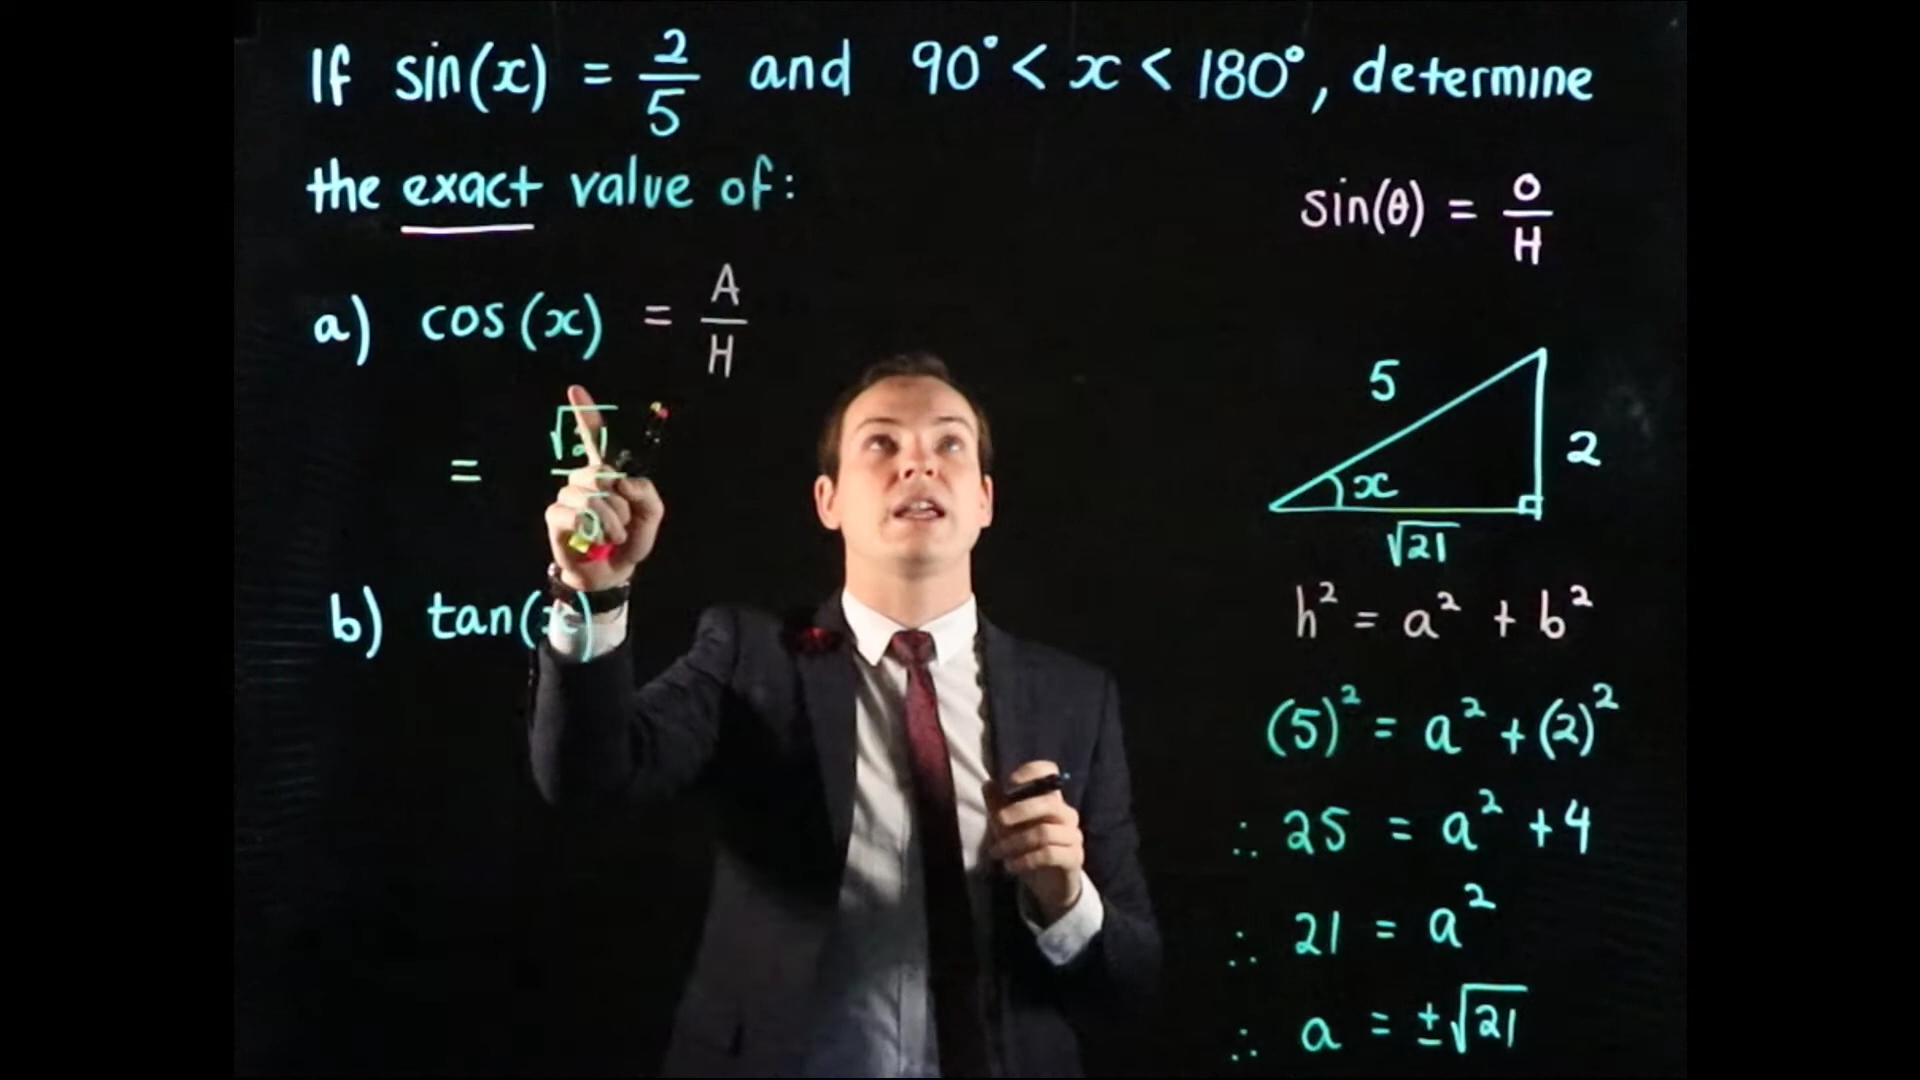 If sin(x) = 2/5 and 90° < x < 180°, determine
the exact value of:
sin(θ) = O/H
a) cos(x) = A/H
= √21
b) tan(x)
5
2
x
√21
h² = a² + b²
(5)² = a² + (2)²
∴ 25 = a² + 4
∴ 21 = a²
∴ a = ±√21